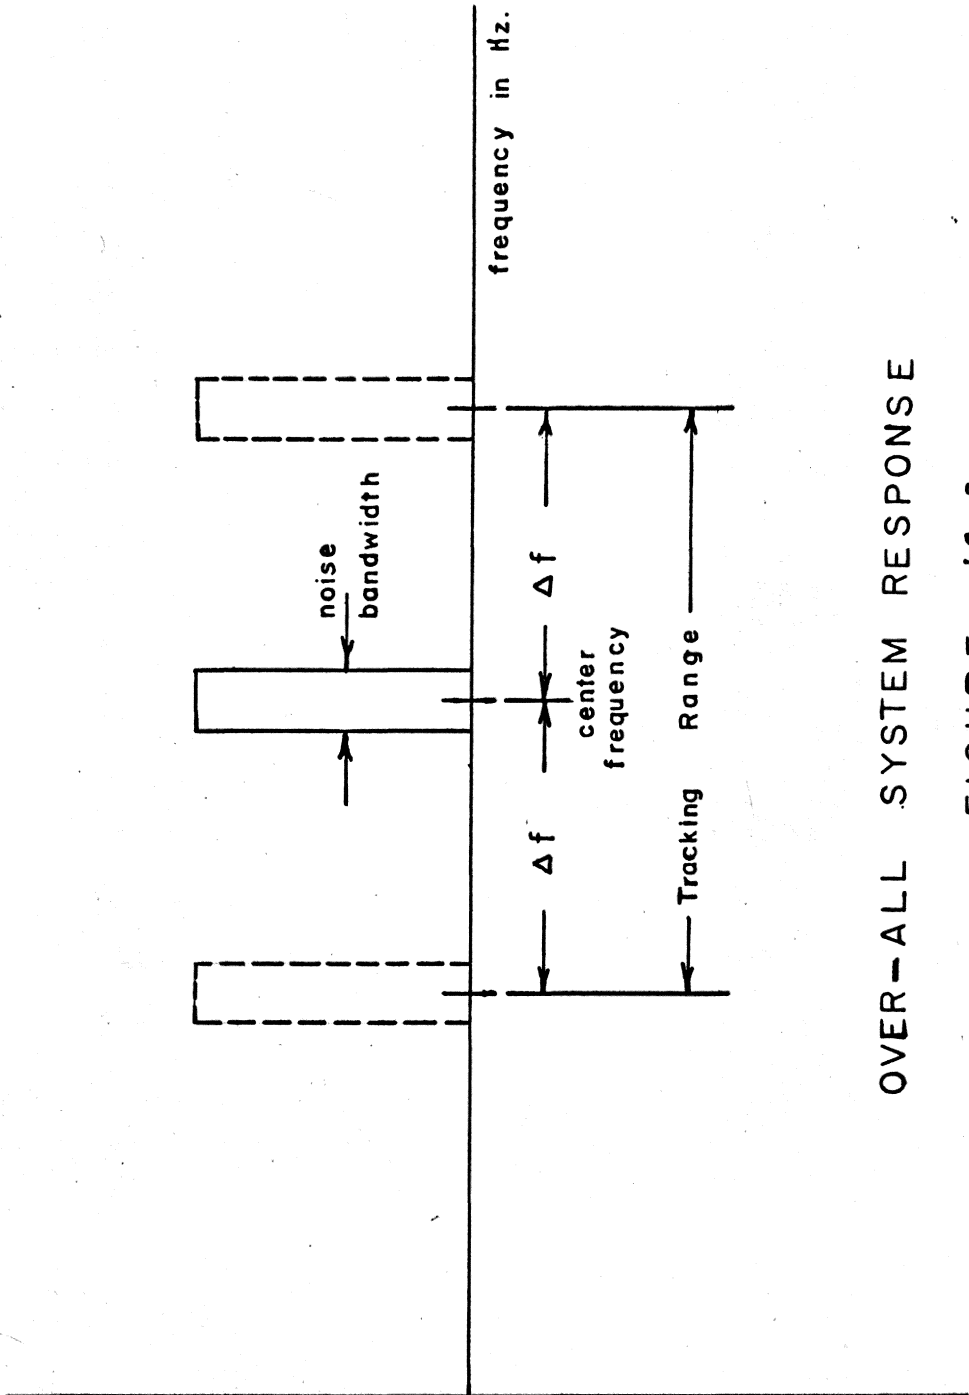 noise
bandwidth
frequency in Hz.
Δf
Δf
center
frequency
Tracking Range
OVER-ALL SYSTEM RESPONSE